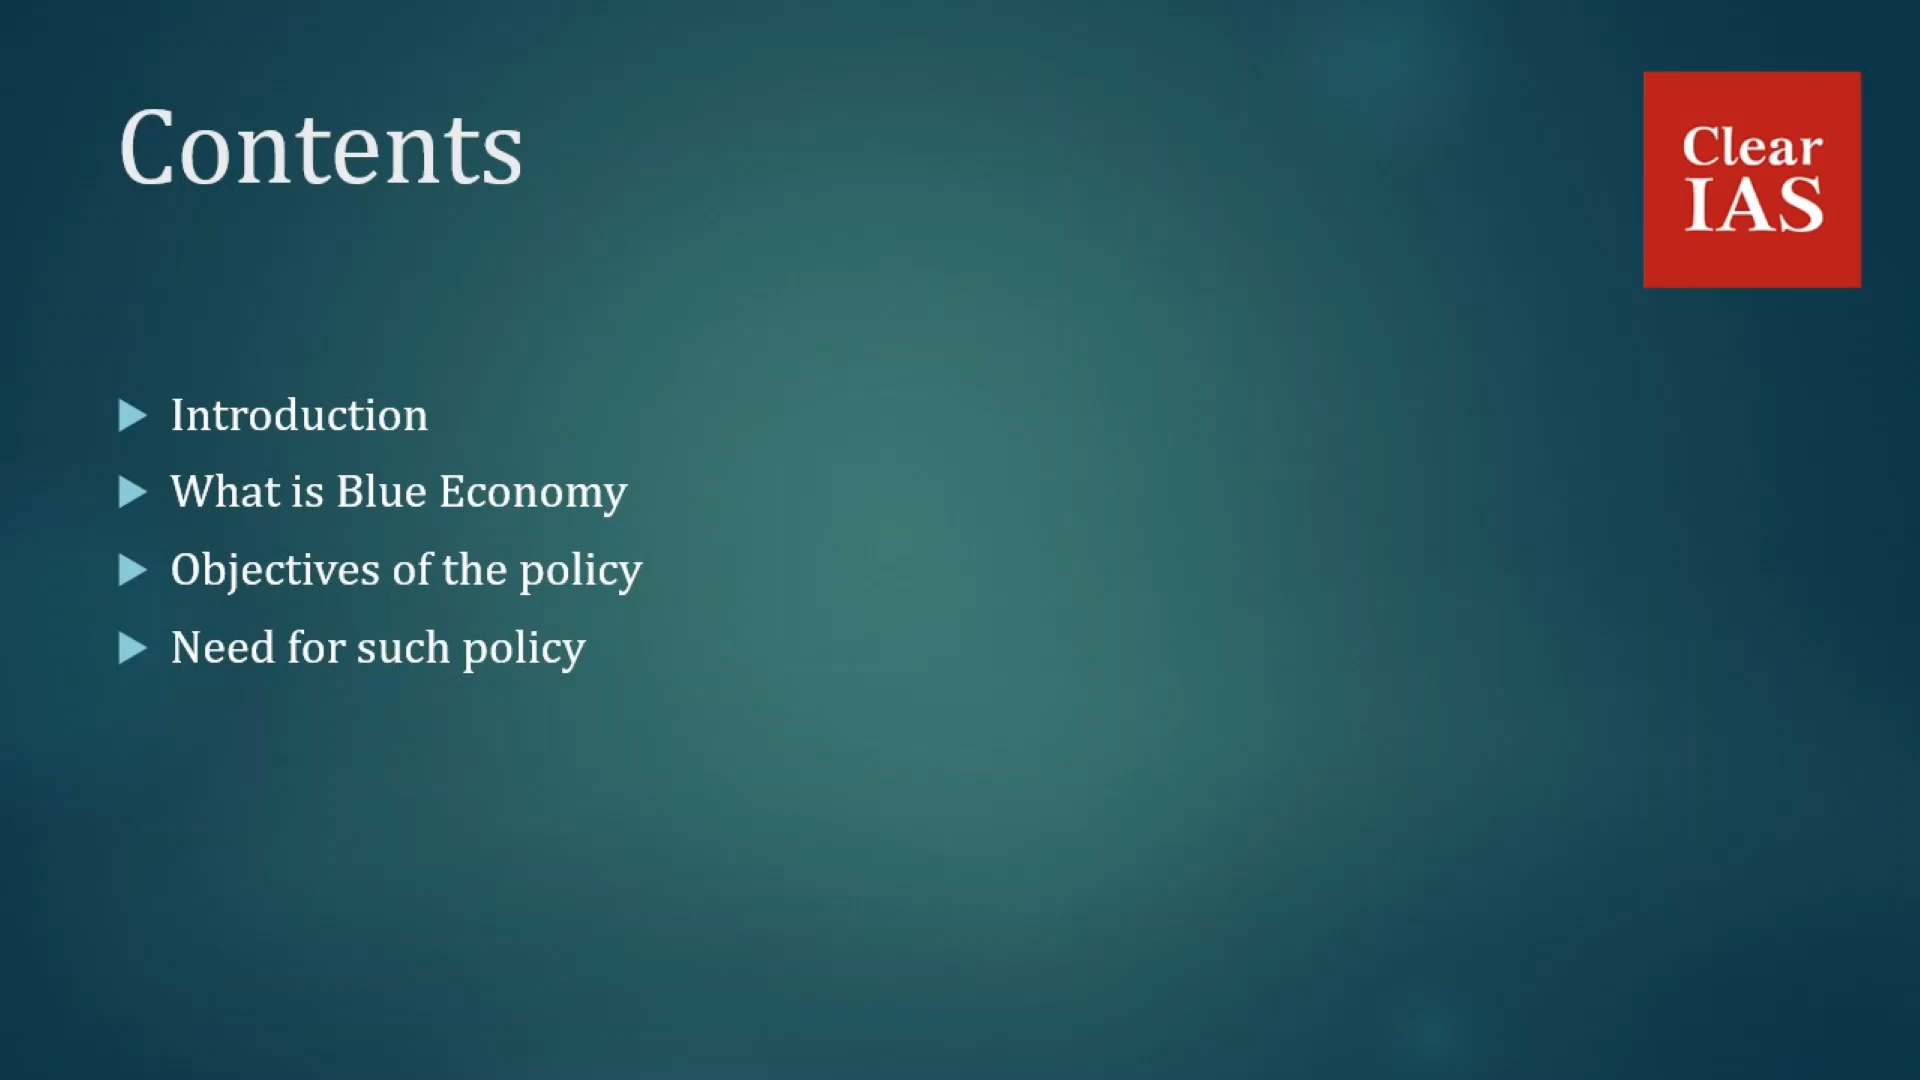 Contents
Clear
IAS
Introduction
What is Blue Economy
Objectives of the policy
Need for such policy